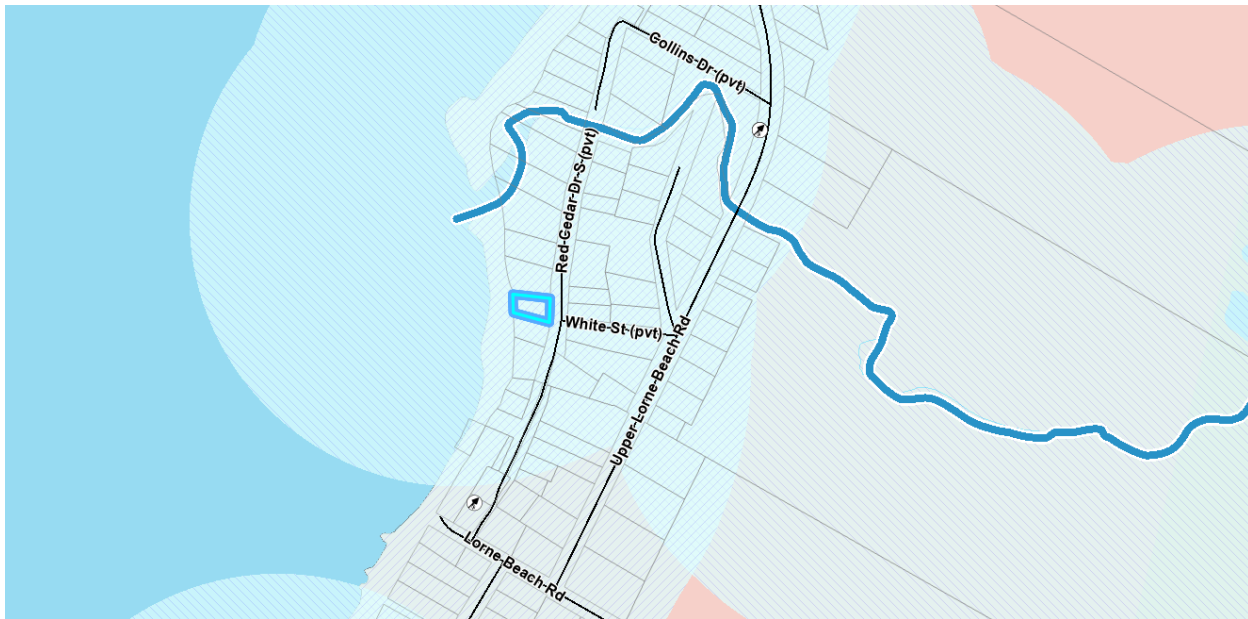 Collins-Dr-(pvt)
Red-Cedar-Dr-S-(pvt)
White-St-(pvt)
Upper-Lorne-Beach-Rd
Lorne-Beach-Rd